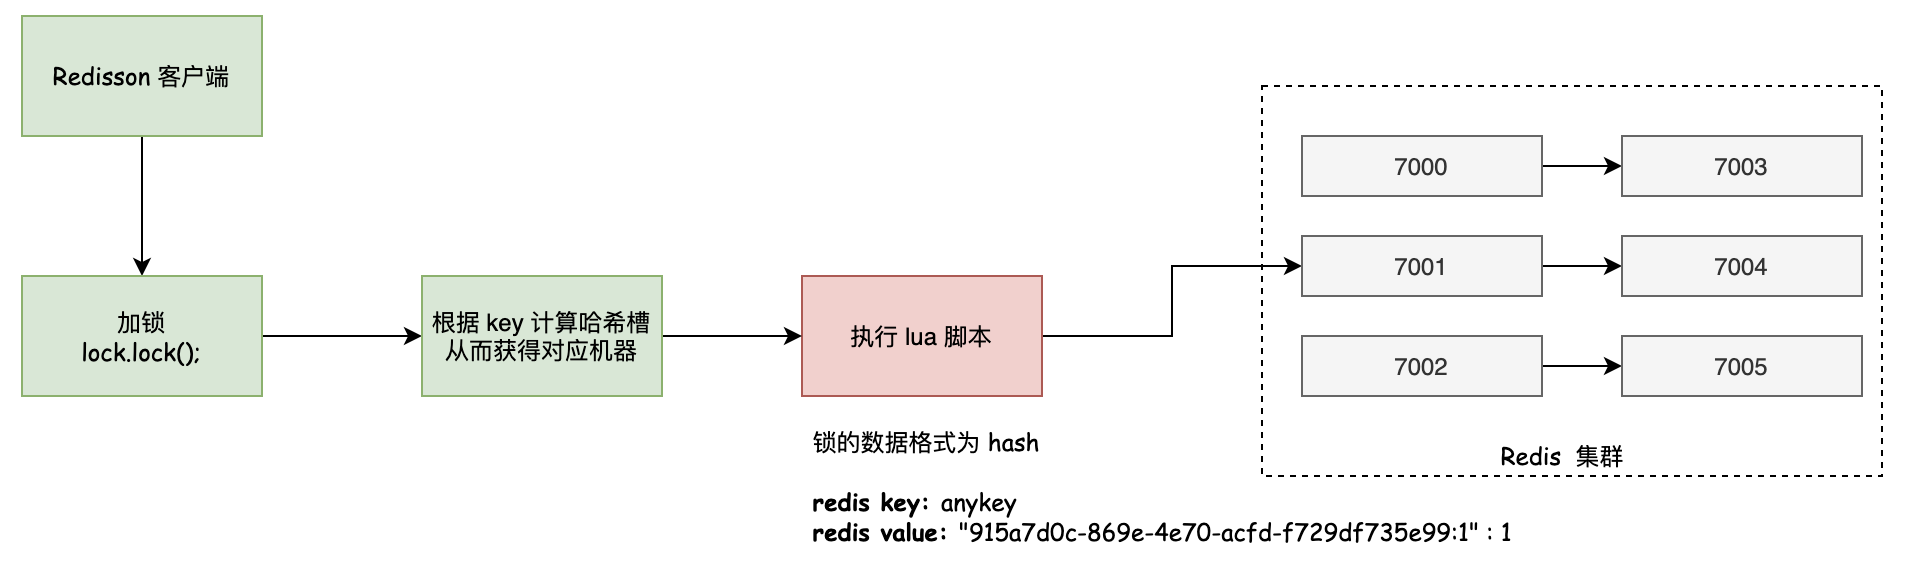 Redisson 客户端
加锁
lock.lock();
根据 key 计算哈希槽
从而获得对应机器
执行 lua 脚本
锁的数据格式为 hash
redis key: anykey
redis value: "915a7d0c-869e-4e70-acfd-f729df735e99:1" : 1
7000
7003
7001
7004
7002
7005
Redis 集群